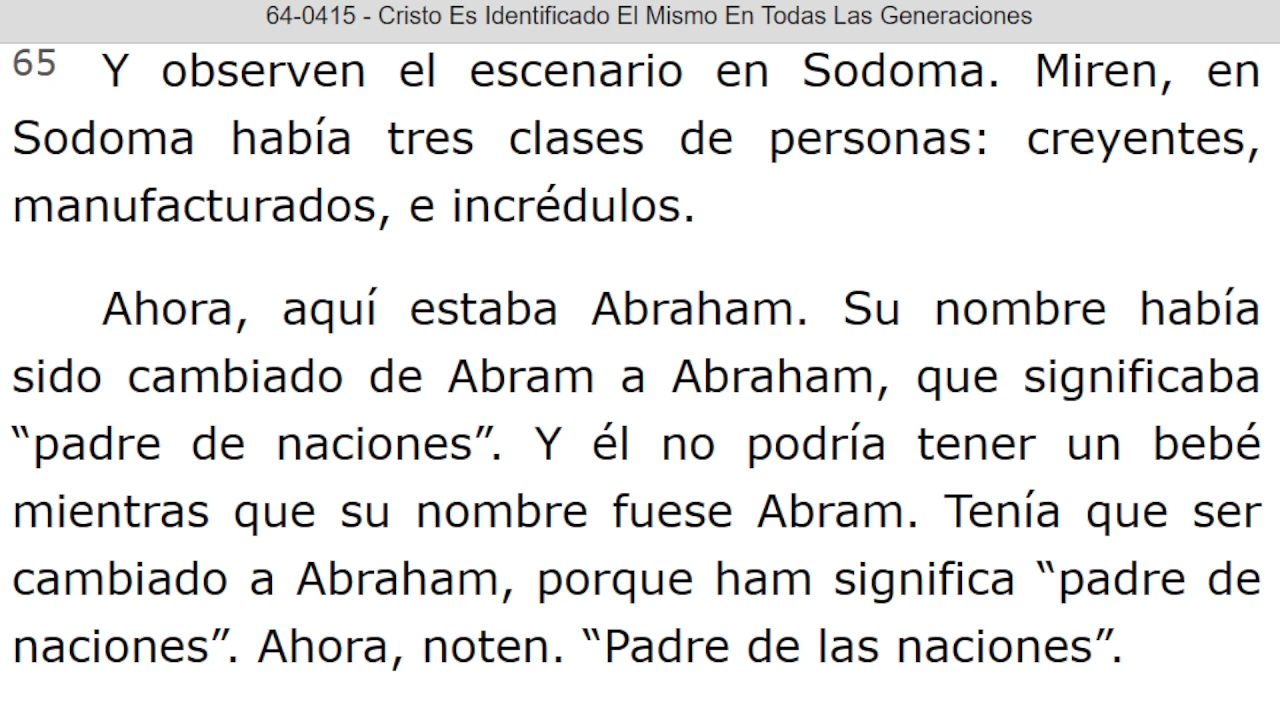 64-0415 - Cristo Es Identificado El Mismo En Todas Las Generaciones
65 Y observen el escenario en Sodoma. Miren, en
Sodoma había tres clases de personas: creyentes,
manufacturados, e incrédulos.
Ahora, aquí estaba Abraham. Su nombre había
sido cambiado de Abram a Abraham, que significaba
“padre de naciones”. Y él no podría tener un bebé
mientras que su nombre fuese Abram. Tenía que ser
cambiado a Abraham, porque ham significa “padre de
naciones”. Ahora, noten. “Padre de las naciones”.